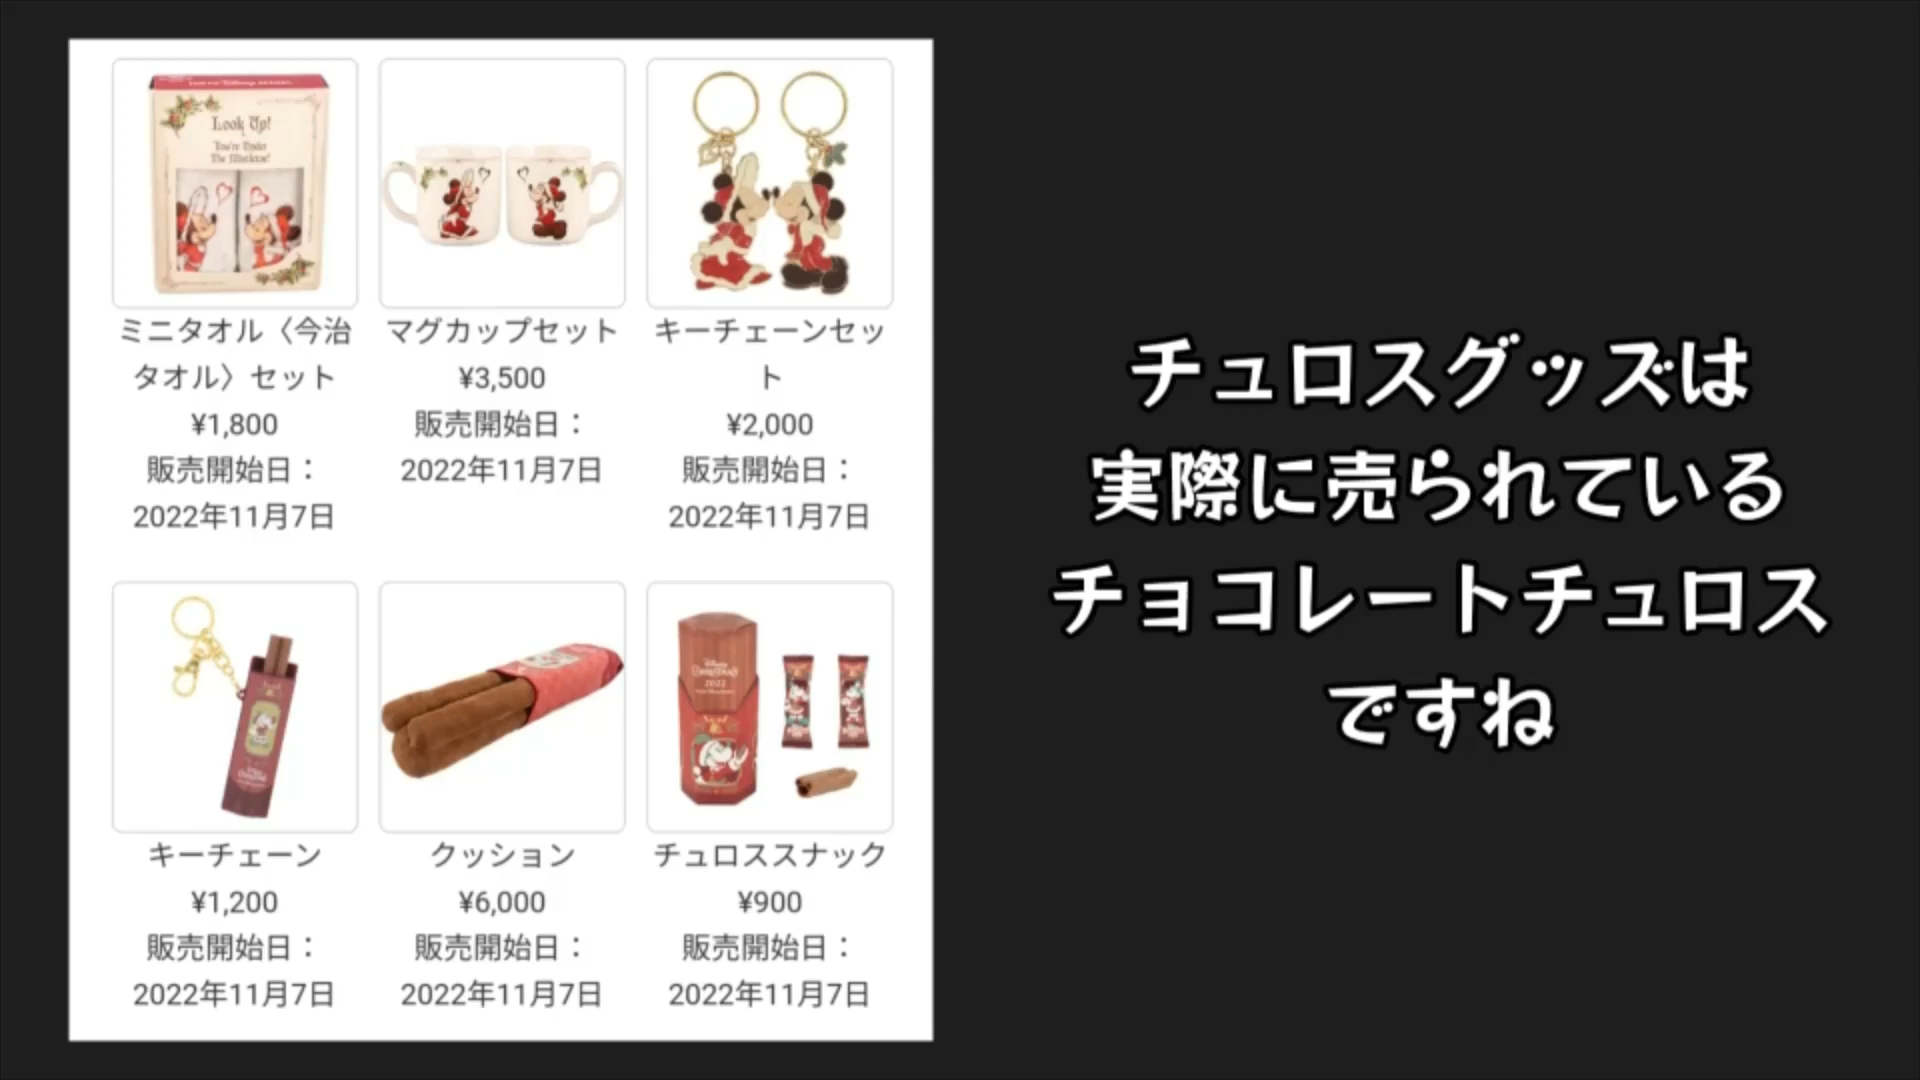 Look Up!
You're Under
The Mistletoe!
ミニタオル〈今治
タオル〉セット
¥1,800
販売開始日：
2022年11月7日
マグカップセット
¥3,500
販売開始日：
2022年11月7日
キーチェーンセッ
ト
¥2,000
販売開始日：
2022年11月7日
キーチェーン
¥1,200
販売開始日：
2022年11月7日
クッション
¥6,000
販売開始日：
2022年11月7日
Disney
Christmas
2022
チュロススナック
¥900
販売開始日：
2022年11月7日
チュロスグッズは
実際に売られている
チョコレートチュロス
ですね